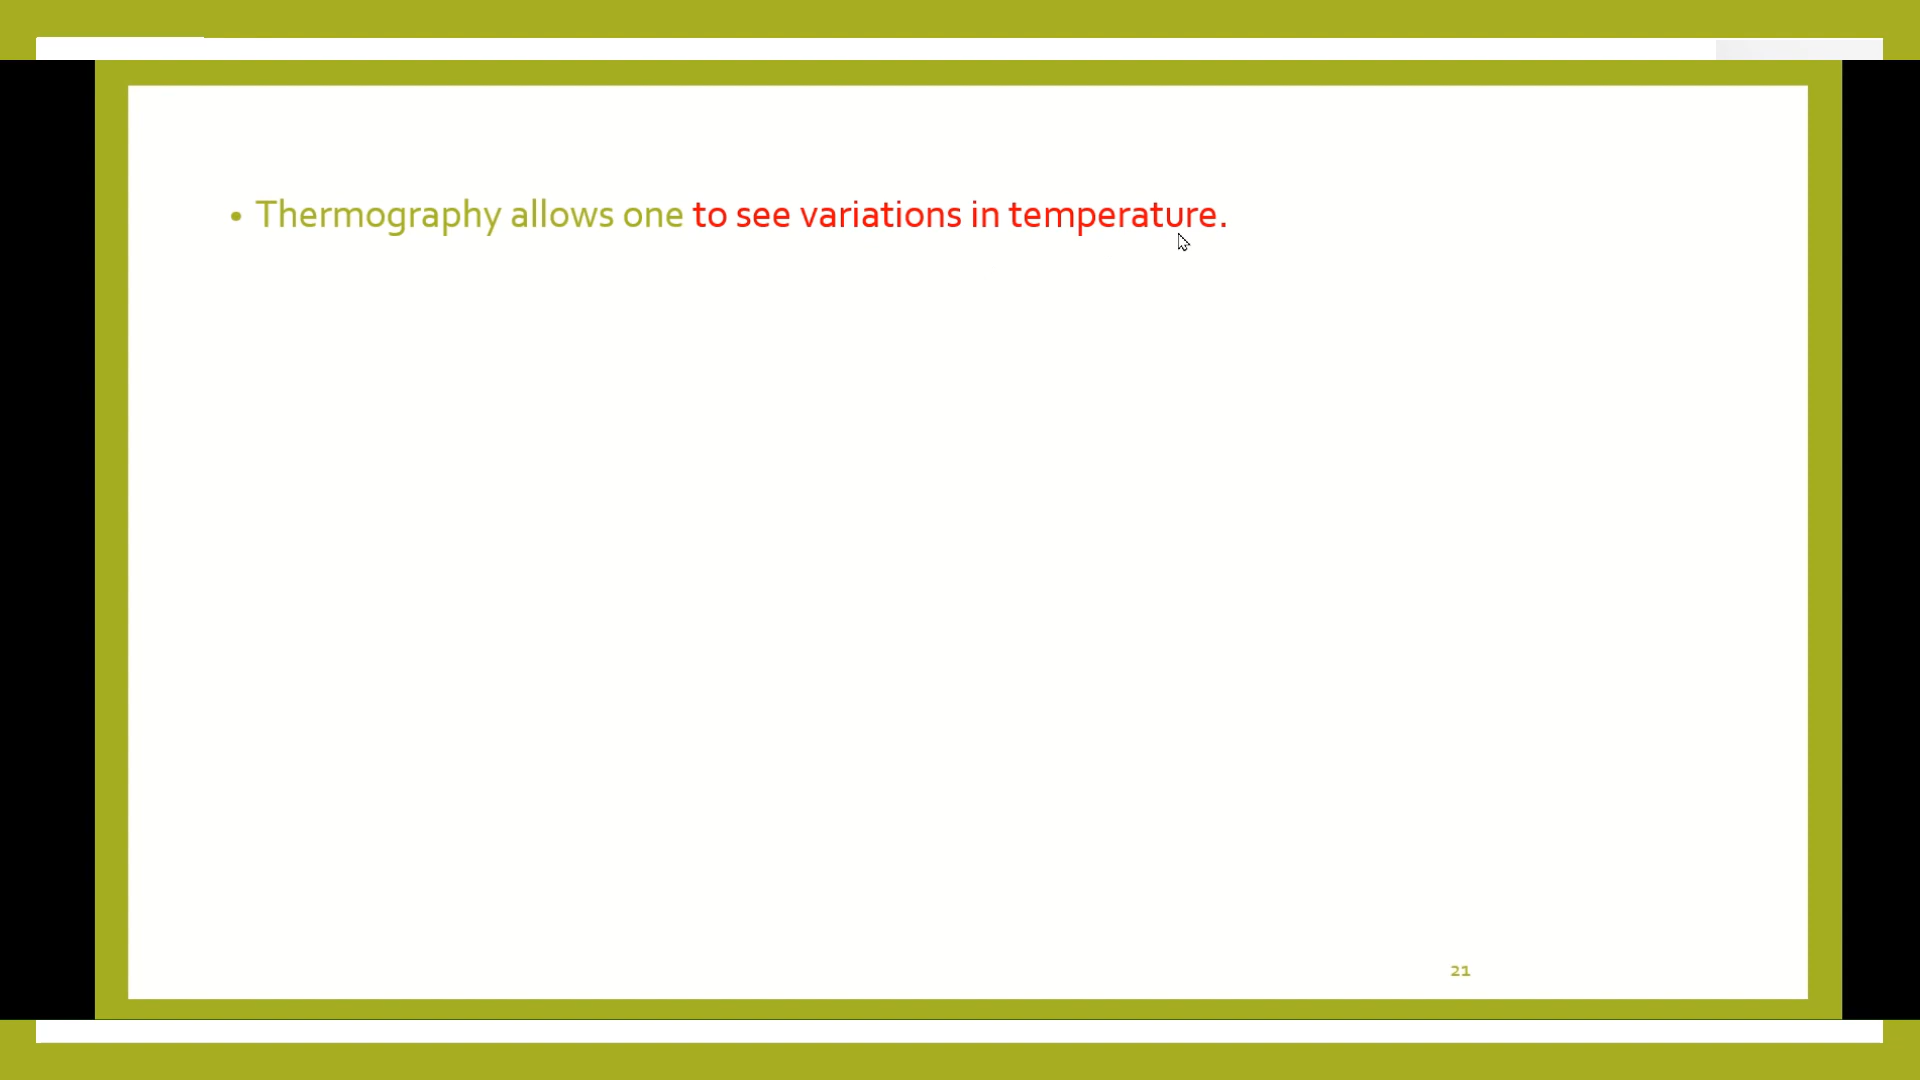 • Thermography allows one to see variations in temperature.
21